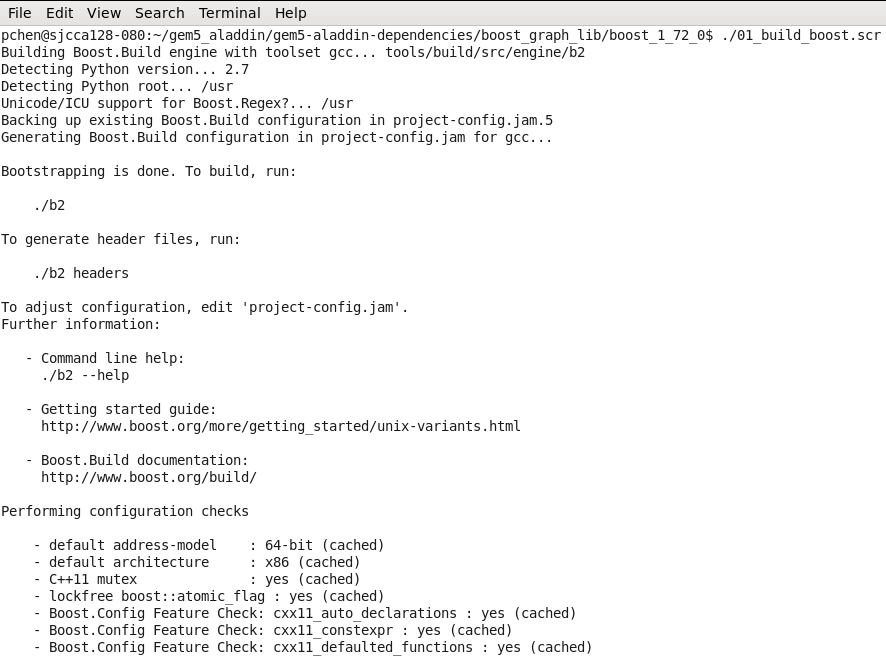 File Edit View Search Terminal Help
pchen@sjcca128-080:~/gem5_aladdin/gem5-aladdin-dependencies/boost_graph_lib/boost_1_72_0$ ./01_build_boost.scr
Building Boost.Build engine with toolset gcc... tools/build/src/engine/b2
Detecting Python version... 2.7
Detecting Python root... /usr
Unicode/ICU support for Boost.Regex?... /usr
Backing up existing Boost.Build configuration in project-config.jam.5
Generating Boost.Build configuration in project-config.jam for gcc...

Bootstrapping is done. To build, run:

    ./b2

To generate header files, run:

    ./b2 headers

To adjust configuration, edit 'project-config.jam'.
Further information:

   - Command line help:
     ./b2 --help

   - Getting started guide:
     http://www.boost.org/more/getting_started/unix-variants.html

   - Boost.Build documentation:
     http://www.boost.org/build/

Performing configuration checks

    - default address-model    : 64-bit (cached)
    - default architecture     : x86 (cached)
    - C++11 mutex              : yes (cached)
    - lockfree boost::atomic_flag : yes (cached)
    - Boost.Config Feature Check: cxx11_auto_declarations : yes (cached)
    - Boost.Config Feature Check: cxx11_constexpr : yes (cached)
    - Boost.Config Feature Check: cxx11_defaulted_functions : yes (cached)